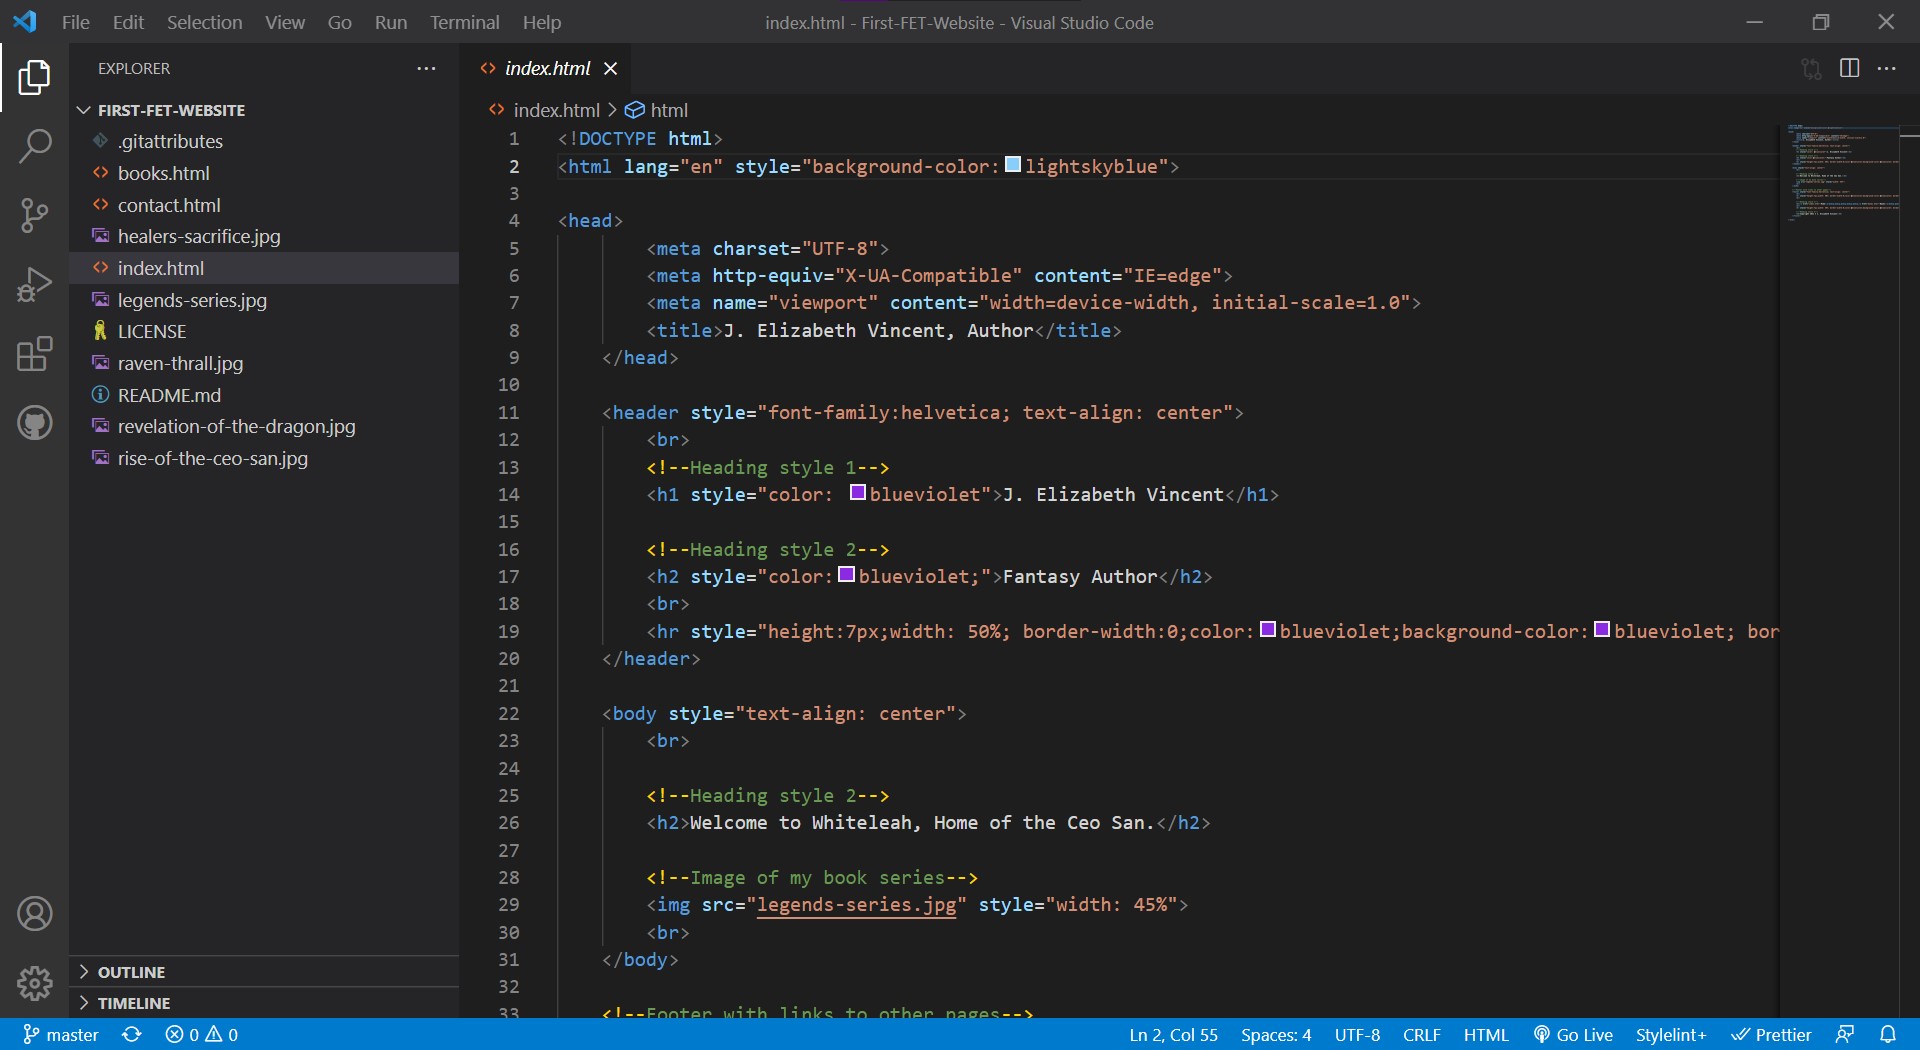 File Edit Selection View Go Run Terminal Help
index.html - First-FET-Website - Visual Studio Code
EXPLORER
FIRST-FET-WEBSITE
.gitattributes
books.html
contact.html
healers-sacrifice.jpg
index.html
legends-series.jpg
LICENSE
raven-thrall.jpg
README.md
revelation-of-the-dragon.jpg
rise-of-the-ceo-san.jpg
OUTLINE
TIMELINE
index.html
index.html > html
1 <!DOCTYPE html>
2 <html lang="en" style="background-color:lightskyblue">
3
4 <head>
5 <meta charset="UTF-8">
6 <meta http-equiv="X-UA-Compatible" content="IE=edge">
7 <meta name="viewport" content="width=device-width, initial-scale=1.0">
8 <title>J. Elizabeth Vincent, Author</title>
9 </head>
10
11 <header style="font-family:helvetica; text-align: center">
12 <br>
13 <!--Heading style 1-->
14 <h1 style="color: blueviolet">J. Elizabeth Vincent</h1>
15
16 <!--Heading style 2-->
17 <h2 style="color:blueviolet;">Fantasy Author</h2>
18 <br>
19 <hr style="height:7px;width: 50%; border-width:0;color:blueviolet;background-color:blueviolet; bor
20 </header>
21
22 <body style="text-align: center">
23 <br>
24
25 <!--Heading style 2-->
26 <h2>Welcome to Whiteleah, Home of the Ceo San.</h2>
27
28 <!--Image of my book series-->
29 <img src="legends-series.jpg" style="width: 45%">
30 <br>
31 </body>
32
33 <!--Footer with links to other pages-->
master 0 0 Ln 2, Col 55 Spaces: 4 UTF-8 CRLF HTML Go Live Stylelint+ Prettier